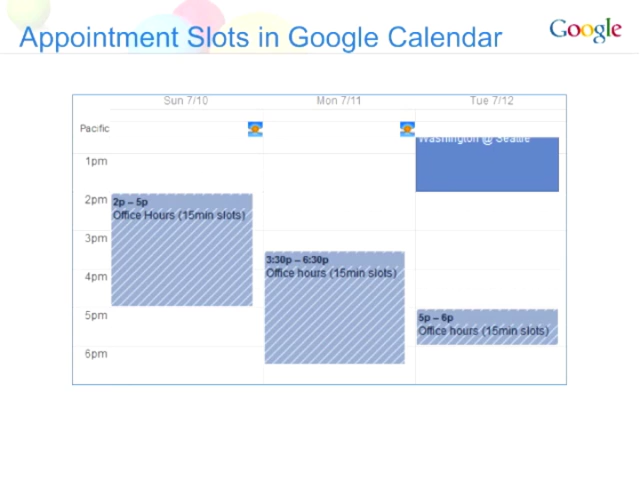 Appointment Slots in Google Calendar
Google
Sun 7/10
Mon 7/11
Tue 7/12
Pacific
Washington @ Seattle
1pm
2pm
2p – 5p
Office Hours (15min slots)
3pm
3:30p – 6:30p
Office hours (15min slots)
4pm
5pm
5p – 6p
Office hours (15min slots)
6pm